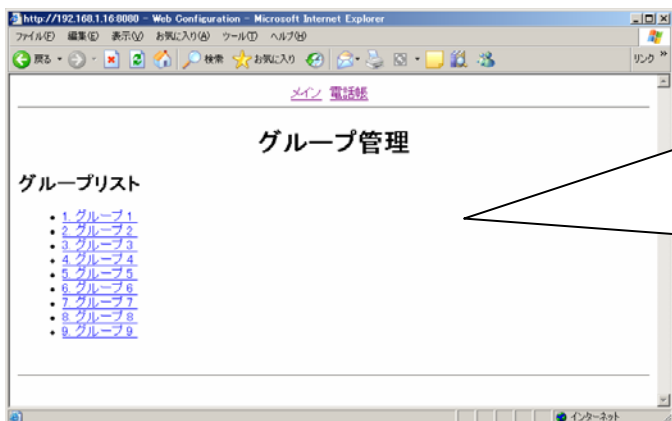 http://192.168.1.16:8080 - Web Configuration - Microsoft Internet Explorer
ファイル(F) 編集(E) 表示(V) お気に入り(A) ツール(T) ヘルプ(H)
戻る 検索 お気に入り リンク »
メイン 電話帳
グループ管理
グループリスト
• 1. グループ1
• 2. グループ2
• 3. グループ3
• 4. グループ4
• 5. グループ5
• 6. グループ6
• 7. グループ7
• 8. グループ8
• 9. グループ9
インターネット